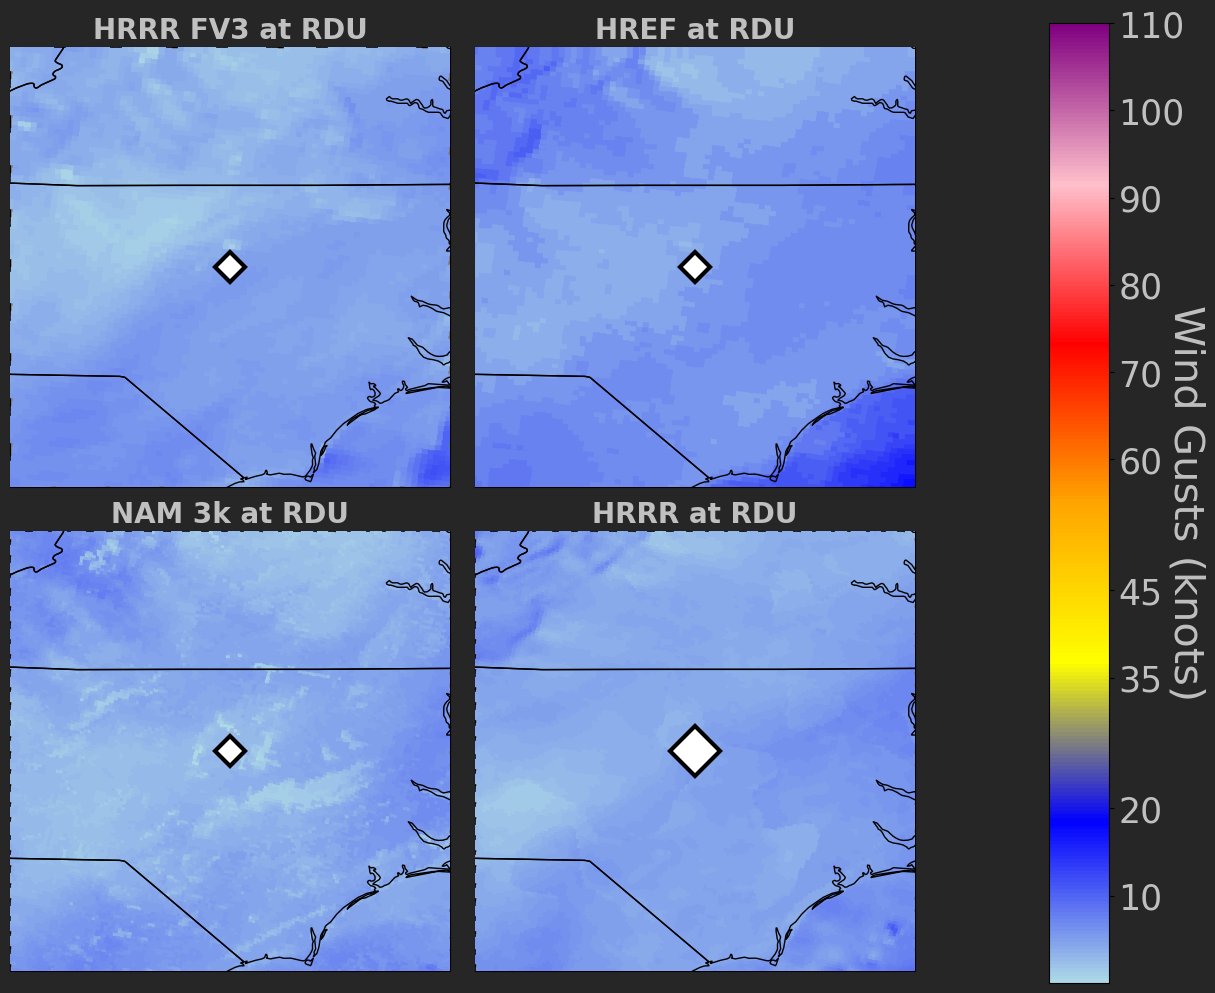 HRRR FV3 at RDU
HREF at RDU
NAM 3k at RDU
HRRR at RDU
110
100
90
80
70
60
45
35
20
10
Wind Gusts (knots)